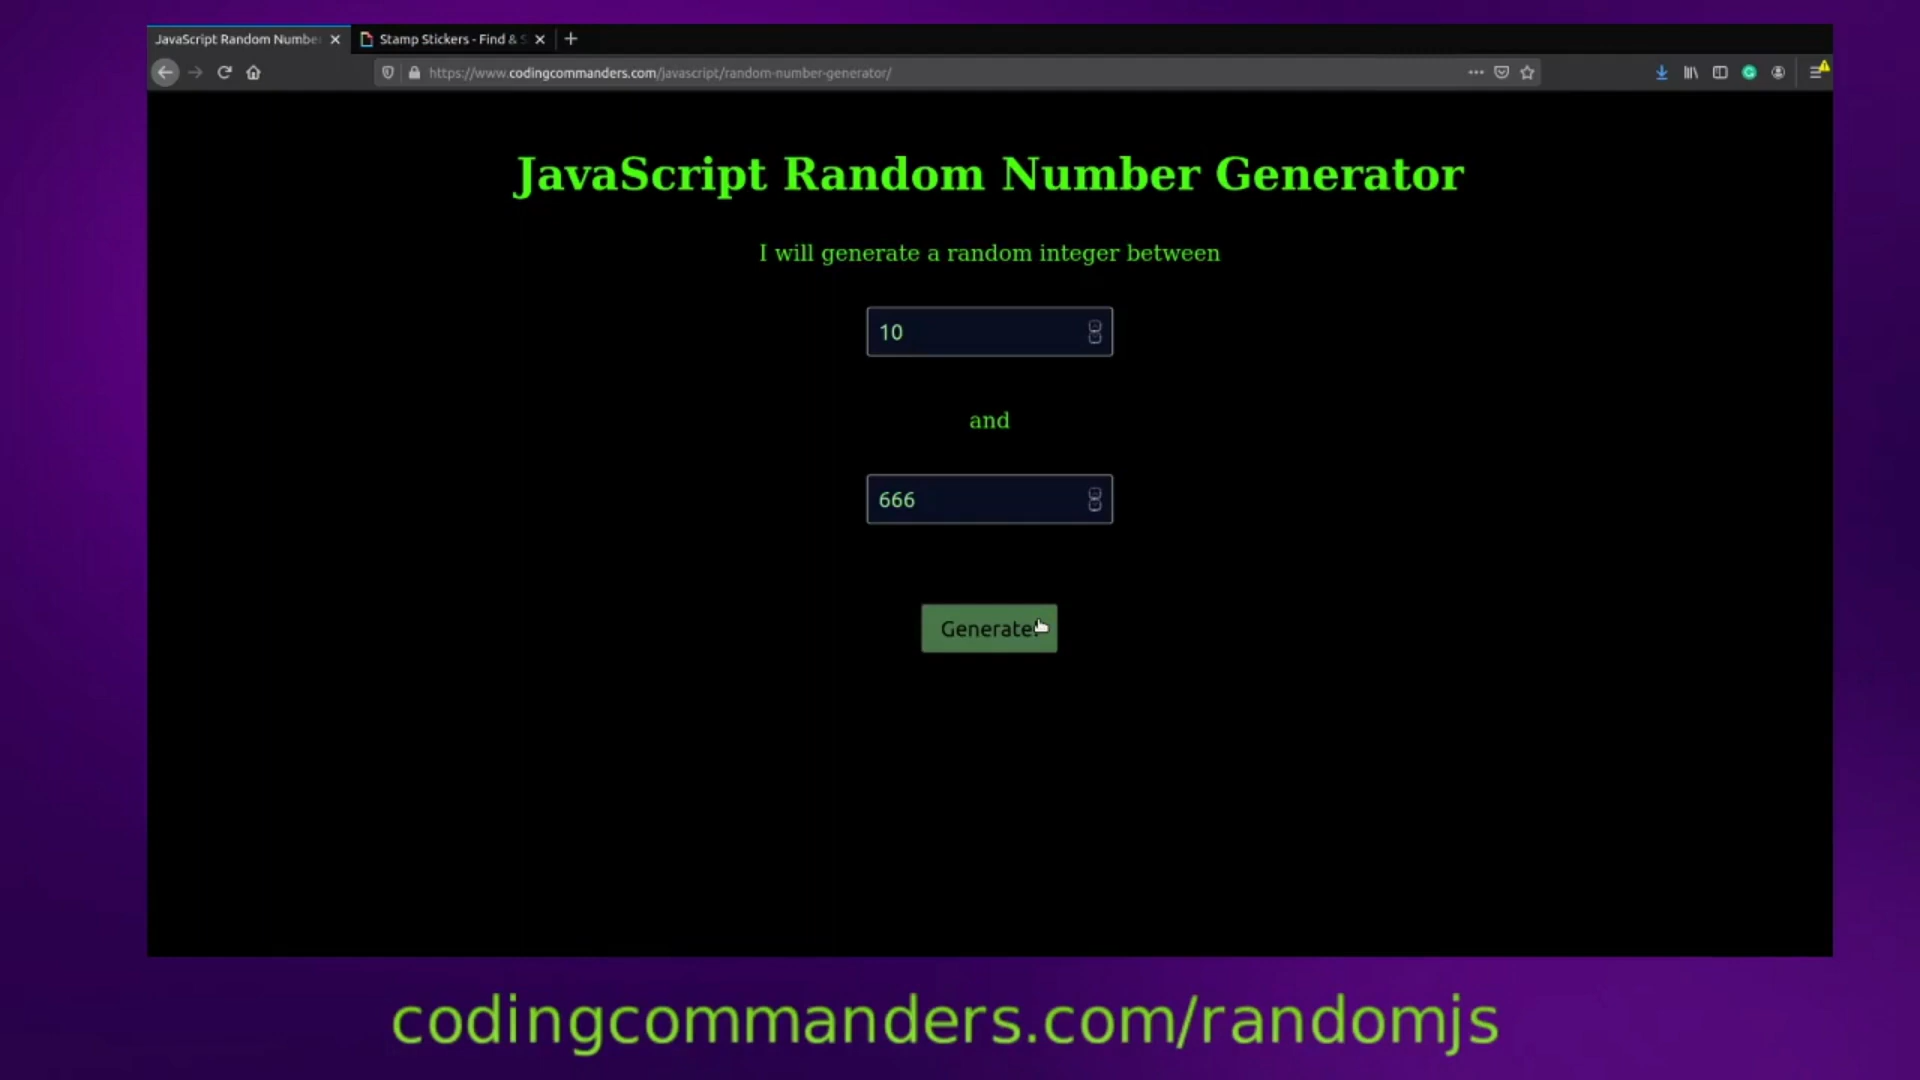 JavaScript Random Numbe
Stamp Stickers - Find & S
https://www.codingcommanders.com/javascript/random-number-generator/
JavaScript Random Number Generator
I will generate a random integer between
10
and
666
Generate!
codingcommanders.com/randomjs